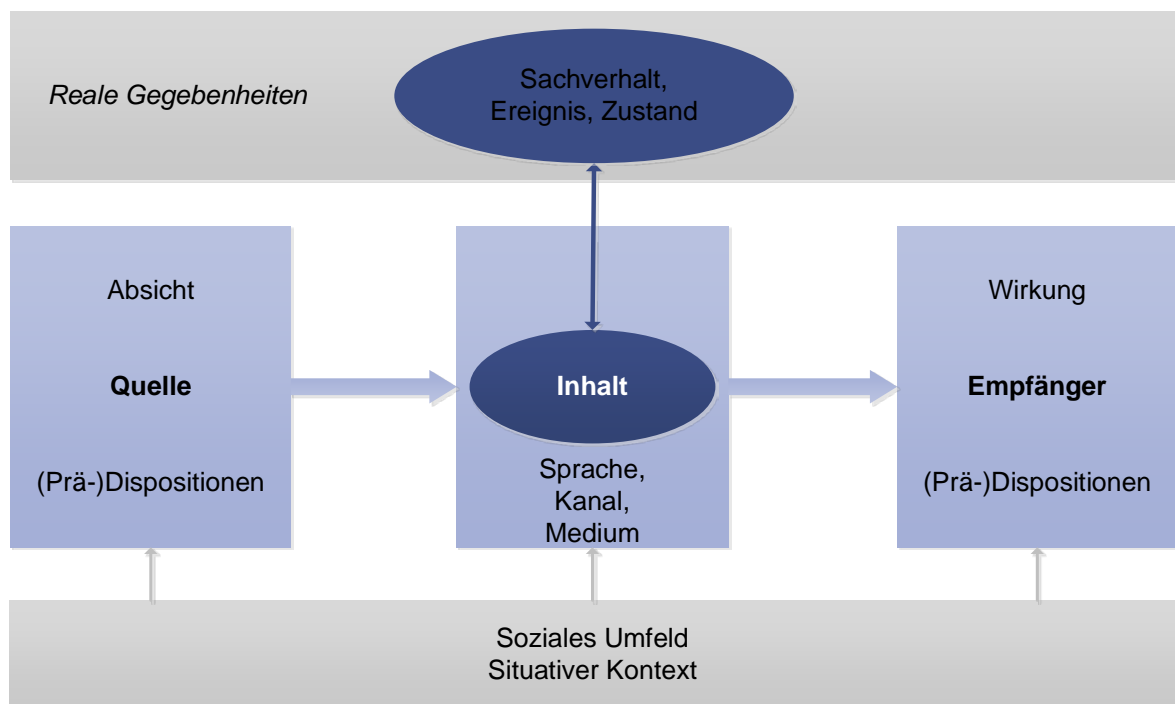 Reale Gegebenheiten
Sachverhalt,
Ereignis, Zustand
Absicht
Quelle
(Prä-)Dispositionen
Inhalt
Sprache,
Kanal,
Medium
Wirkung
Empfänger
(Prä-)Dispositionen
Soziales Umfeld
Situativer Kontext